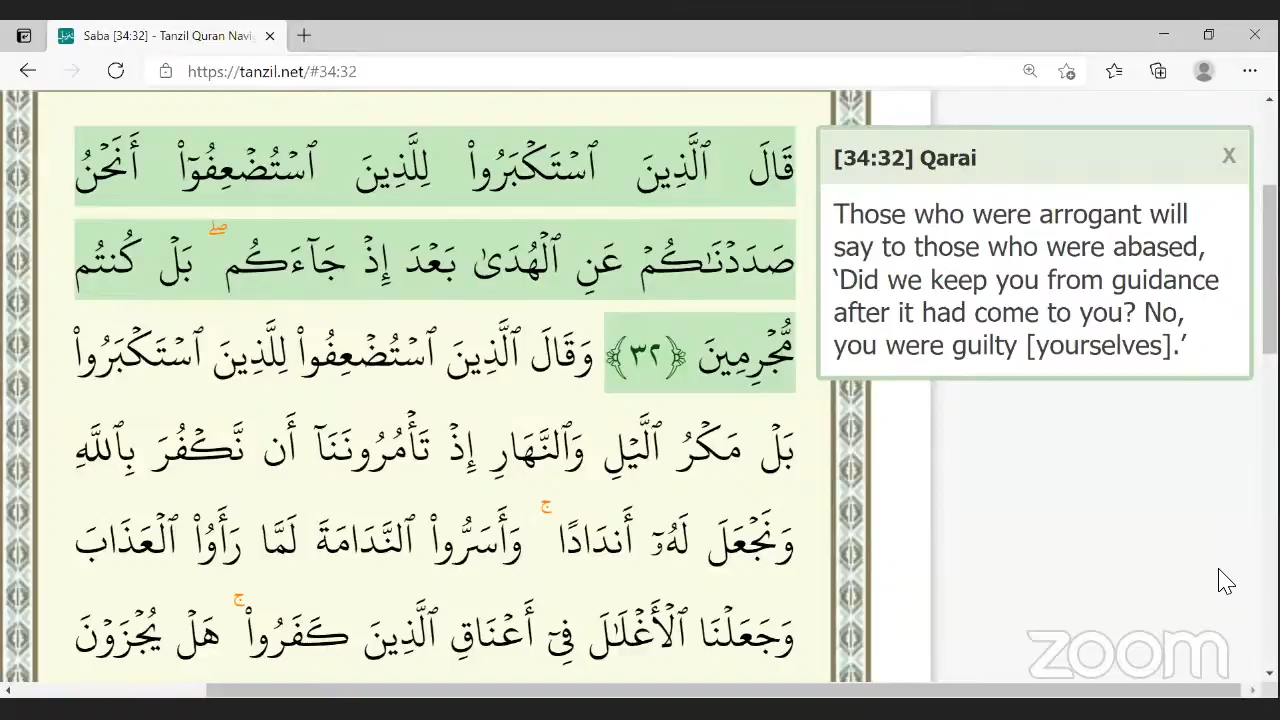 Saba [34:32] - Tanzil Quran Navi
https://tanzil.net/#34:32
قَالَ ٱلَّذِينَ ٱسْتَكْبَرُوا۟ لِلَّذِينَ ٱسْتُضْعِفُوٓا۟ أَنَحْنُ
صَدَدْنَـٰكُمْ عَنِ ٱلْهُدَىٰ بَعْدَ إِذْ جَآءَكُم ۖ بَلْ كُنتُم
مُّجْرِمِينَ ﴿٣٢﴾ وَقَالَ ٱلَّذِينَ ٱسْتُضْعِفُوا۟ لِلَّذِينَ ٱسْتَكْبَرُوا۟
بَلْ مَكْرُ ٱلَّيْلِ وَٱلنَّهَارِ إِذْ تَأْمُرُونَنَآ أَن نَّكْفُرَ بِٱللَّهِ
وَنَجْعَلَ لَهُۥٓ أَندَادًا ۚ وَأَسَرُّوا۟ ٱلنَّدَامَةَ لَمَّا رَأَوُا۟ ٱلْعَذَابَ
وَجَعَلْنَا ٱلْأَغْلَـٰلَ فِىٓ أَعْنَاقِ ٱلَّذِينَ كَفَرُوا۟ ۚ هَلْ يُجْزَوْنَ
[34:32] Qarai
X
Those who were arrogant will
say to those who were abased,
‘Did we keep you from guidance
after it had come to you? No,
you were guilty [yourselves].’
zoom